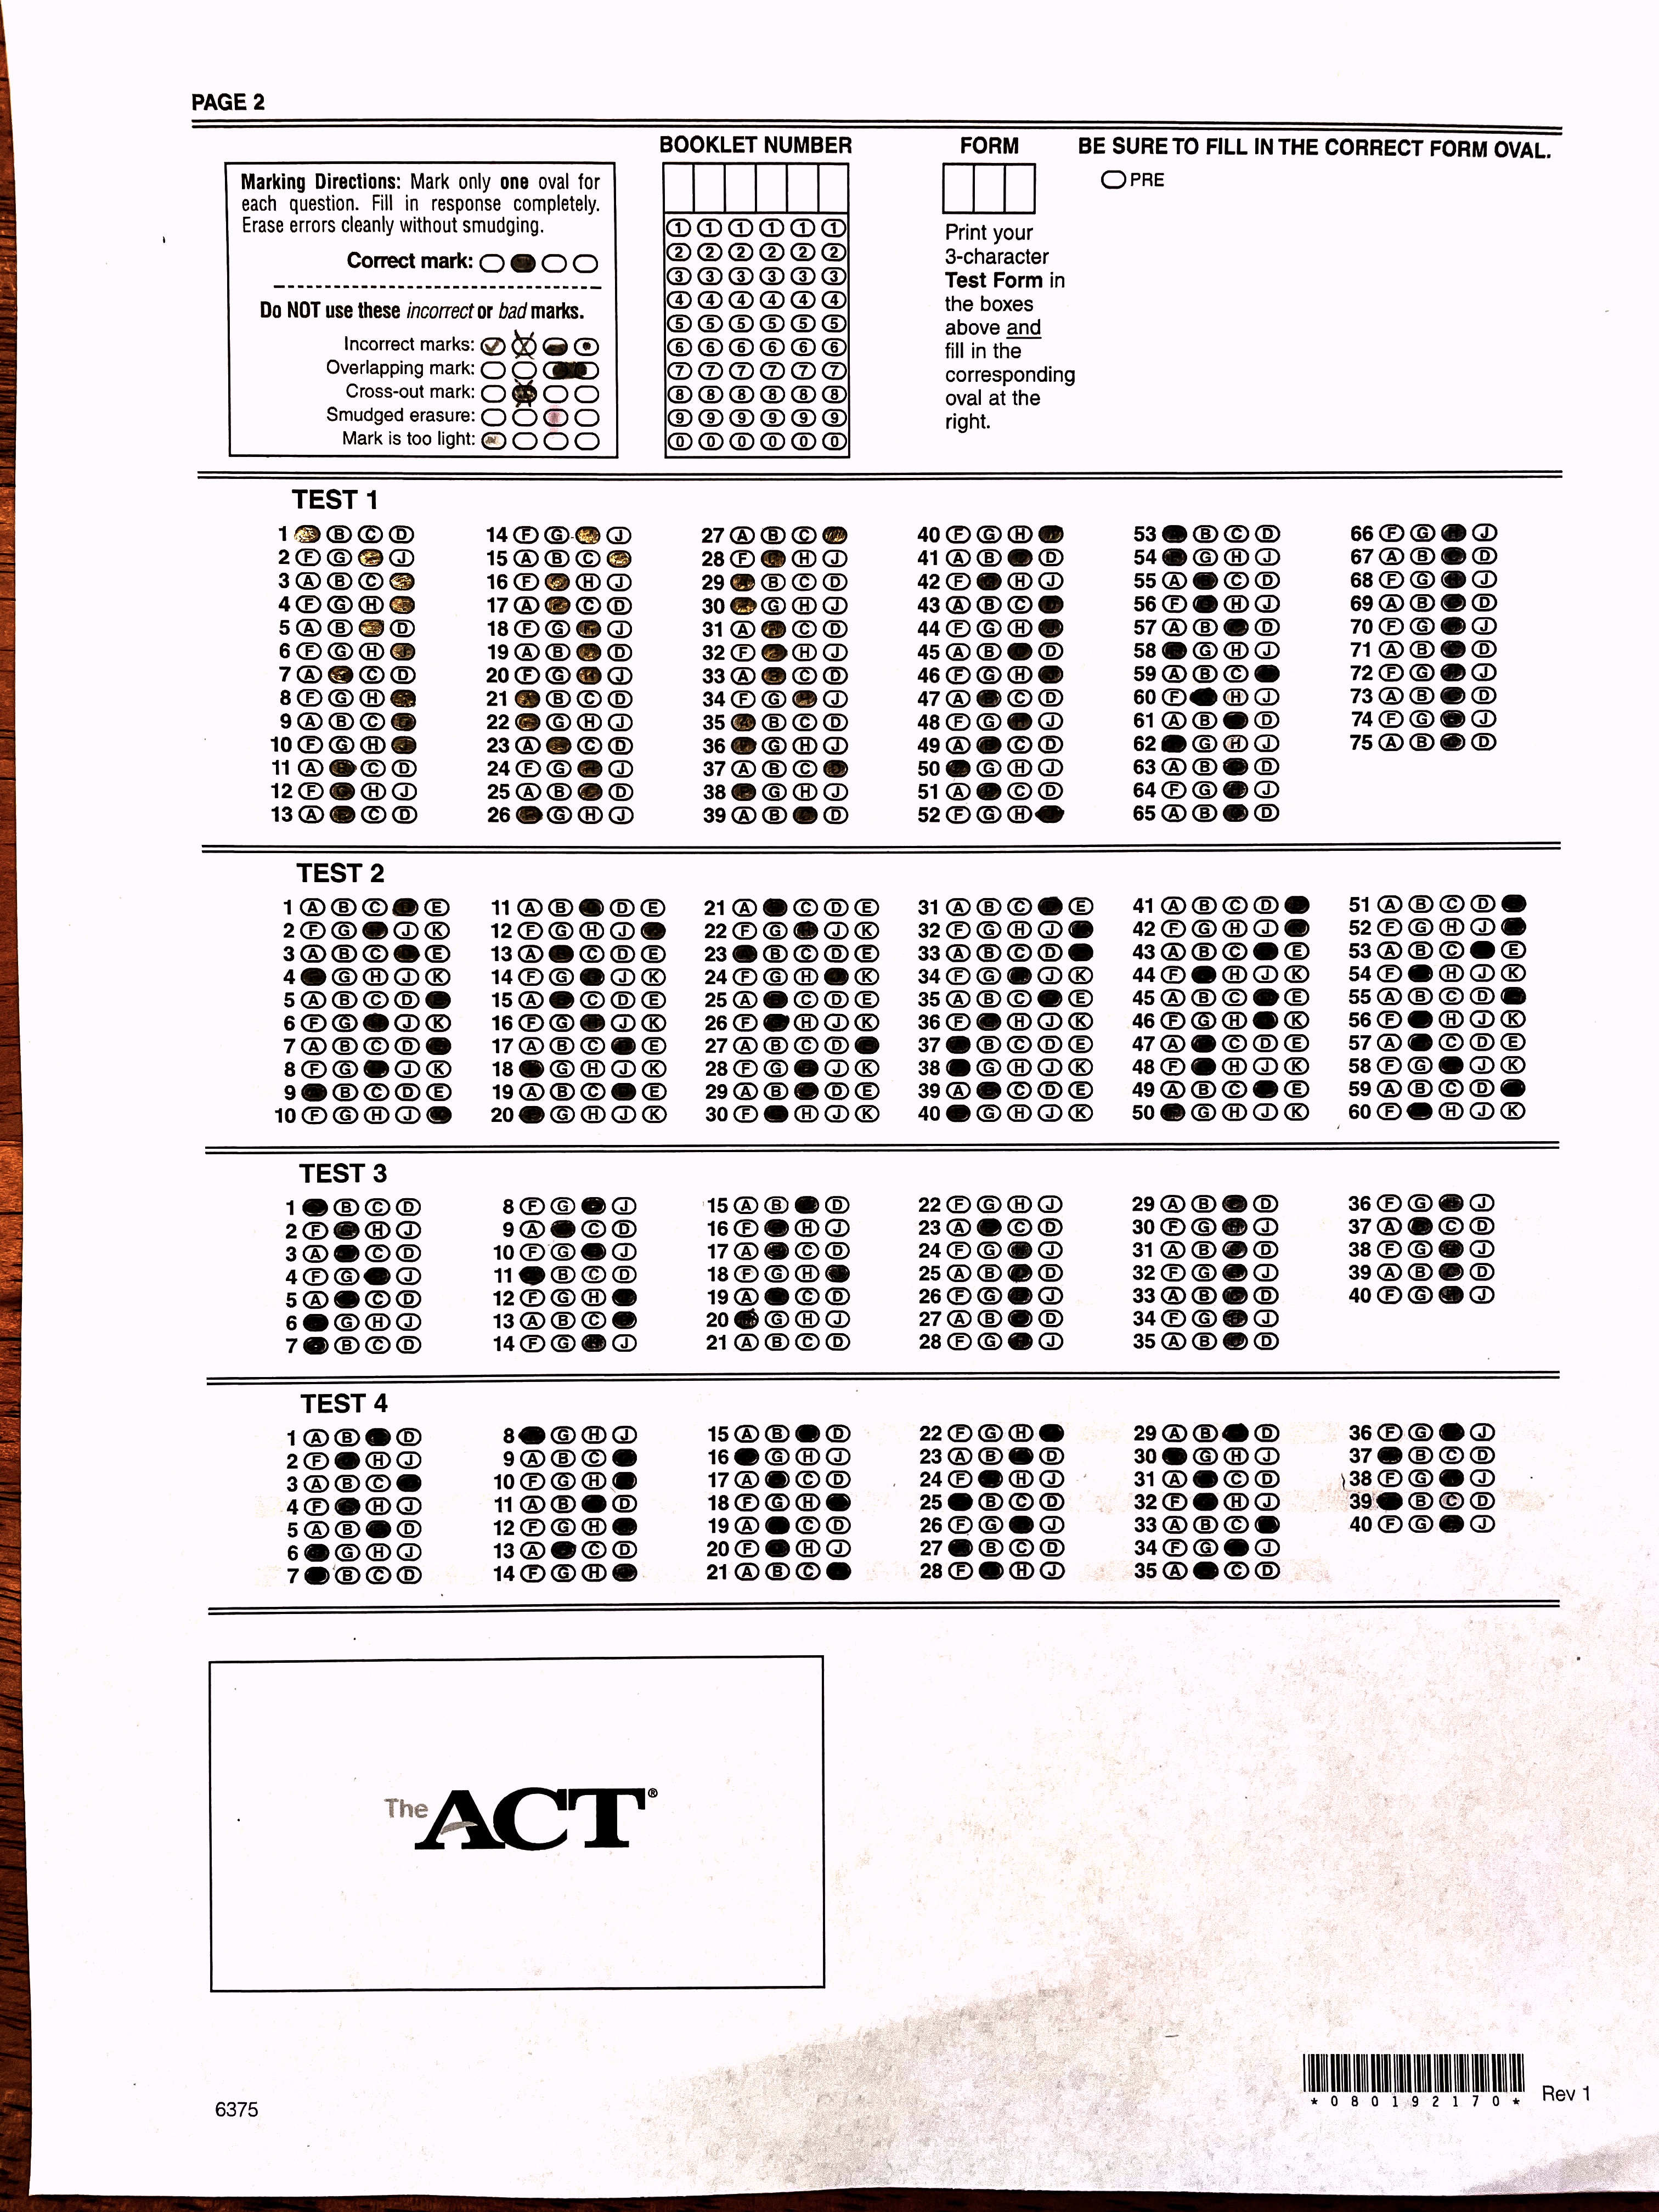 PAGE 2
BOOKLET NUMBER
FORM
BE SURE TO FILL IN THE CORRECT FORM OVAL.
PRE
Marking Directions: Mark only one oval for
each question. Fill in response completely.
Erase errors cleanly without smudging.
Correct mark:
Do NOT use these incorrect or bad marks.
Incorrect marks:
Overlapping mark:
Cross-out mark:
Smudged erasure:
Mark is too light:
1 1 1 1 1 1
2 2 2 2 2 2
3 3 3 3 3 3
4 4 4 4 4 4
5 5 5 5 5 5
6 6 6 6 6 6
7 7 7 7 7 7
8 8 8 8 8 8
9 9 9 9 9 9
0 0 0 0 0 0
Print your
3-character
Test Form in
the boxes
above and
fill in the
corresponding
oval at the
right.
TEST 1
1 B C D 14 F G J 27 A B C 40 F G H 53 B C D 66 F G J
2 F G J 15 A B C 28 F H J 41 A B D 54 G H J 67 A B D
3 A B C 16 F H J 29 B C D 42 F H J 55 A C D 68 F G J
4 F G H 17 A C D 30 G H J 43 A B C 56 F H J 69 A B D
5 A B D 18 F G J 31 A C D 44 F G H 57 A B D 70 F G J
6 F G H 19 A B D 32 F H J 45 A B D 58 G H J 71 A B D
7 A C D 20 F G J 33 A C D 46 F G H 59 A B C 72 F G J
8 F G H 21 B C D 34 F G J 47 A C D 60 F H J 73 A B D
9 A B C 22 G H J 35 B C D 48 F G J 61 A B D 74 F G J
10 F G H 23 A C D 36 G H J 49 A C D 62 G H J 75 A B D
11 A C D 24 F G J 37 A B C 50 G H J 63 A B D
12 F H J 25 A B D 38 G H J 51 A C D 64 F G J
13 A C D 26 G H J 39 A B D 52 F G H 65 A B D
TEST 2
1 A B C E 11 A B D E 21 A C D E 31 A B C E 41 A B C D 51 A B C D
2 F G J K 12 F G H J 22 F G J K 32 F G H J 42 F G H J 52 F G H J
3 A B C E 13 A C D E 23 B C D E 33 A B C D 43 A B C E 53 A B C E
4 G H J K 14 F G J K 24 F G H K 34 F G J K 44 F H J K 54 F H J K
5 A B C D 15 A C D E 25 A C D E 35 A B C E 45 A B C E 55 A B C D
6 F G J K 16 F G J K 26 F H J K 36 F H J K 46 F G H K 56 F H J K
7 A B C D 17 A B C E 27 A B C D 37 B C D E 47 A C D E 57 A C D E
8 F G J K 18 G H J K 28 F G J K 38 G H J K 48 F H J K 58 F G J K
9 B C D E 19 A B C E 29 A B D E 39 A C D E 49 A B C E 59 A B C D
10 F G H J 20 G H J K 30 F H J K 40 G H J K 50 G H J K 60 F H J K
TEST 3
1 B C D 8 F G J 15 A B D 22 F G H J 29 A B D 36 F G J
2 F H J 9 A C D 16 F H J 23 A C D 30 F G J 37 A C D
3 A C D 10 F G J 17 A C D 24 F G J 31 A B D 38 F G J
4 F G J 11 B C D 18 F G H 25 A B D 32 F G J 39 A B D
5 A C D 12 F G H 19 A C D 26 F G J 33 A B D 40 F G J
6 G H J 13 A B C 20 G H J 27 A B D 34 F G J
7 B C D 14 F G J 21 A B C D 28 F G J 35 A B D
TEST 4
1 A B D 8 G H J 15 A B D 22 F G H 29 A B D 36 F G J
2 F H J 9 A B C 16 G H J 23 A B D 30 G H J 37 B C D
3 A B C 10 F G H 17 A C D 24 F H J 31 A C D 38 F G J
4 F H J 11 A B D 18 F G H 25 B C D 32 F H J 39 B C D
5 A B D 12 F G H 19 A C D 26 F G J 33 A B C 40 F G J
6 G H J 13 A C D 20 F H J 27 B C D 34 F G J
7 B C D 14 F G H 21 A B C 28 F H J 35 A C D
The ACT®
6375
* 0 8 0 1 9 2 1 7 0 *
Rev 1